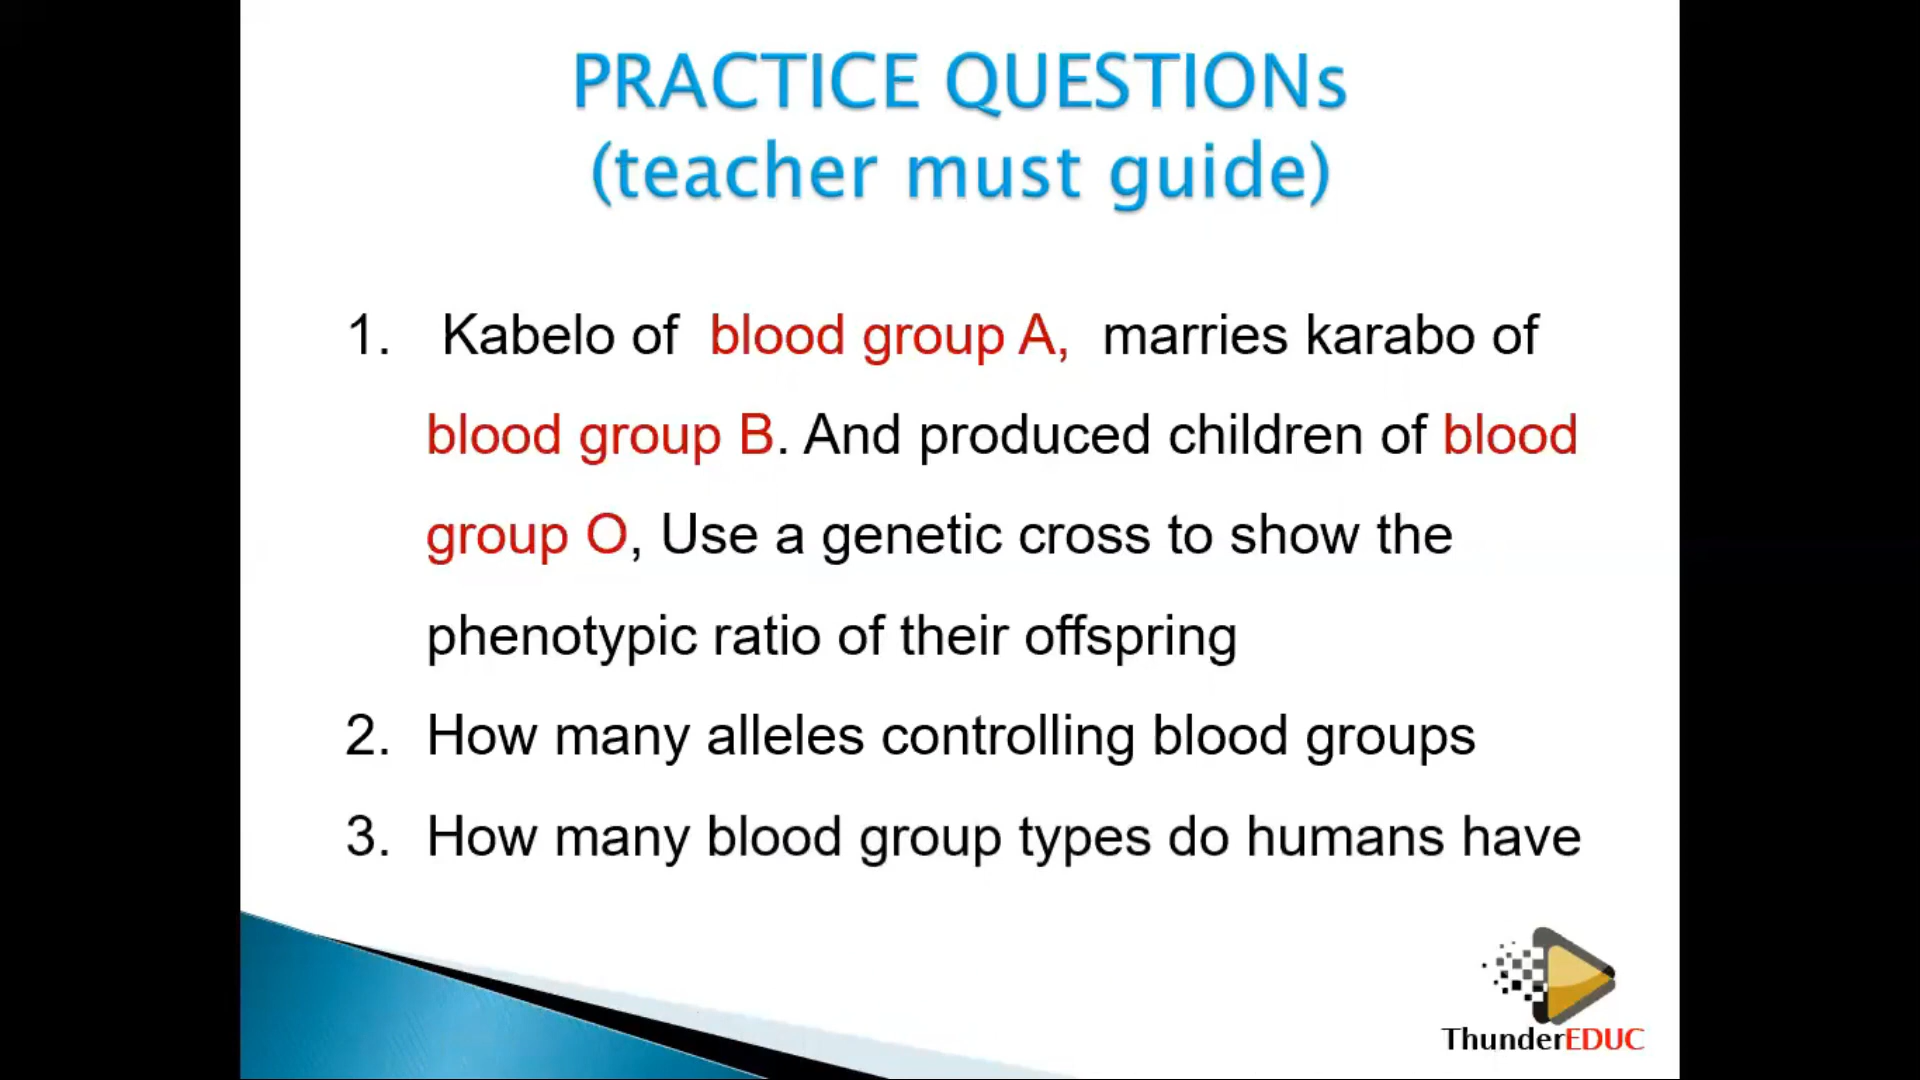 PRACTICE QUESTIONs
(teacher must guide)
1. Kabelo of blood group A, marries karabo of
blood group B. And produced children of blood
group O, Use a genetic cross to show the
phenotypic ratio of their offspring
2. How many alleles controlling blood groups
3. How many blood group types do humans have
ThunderEDUC